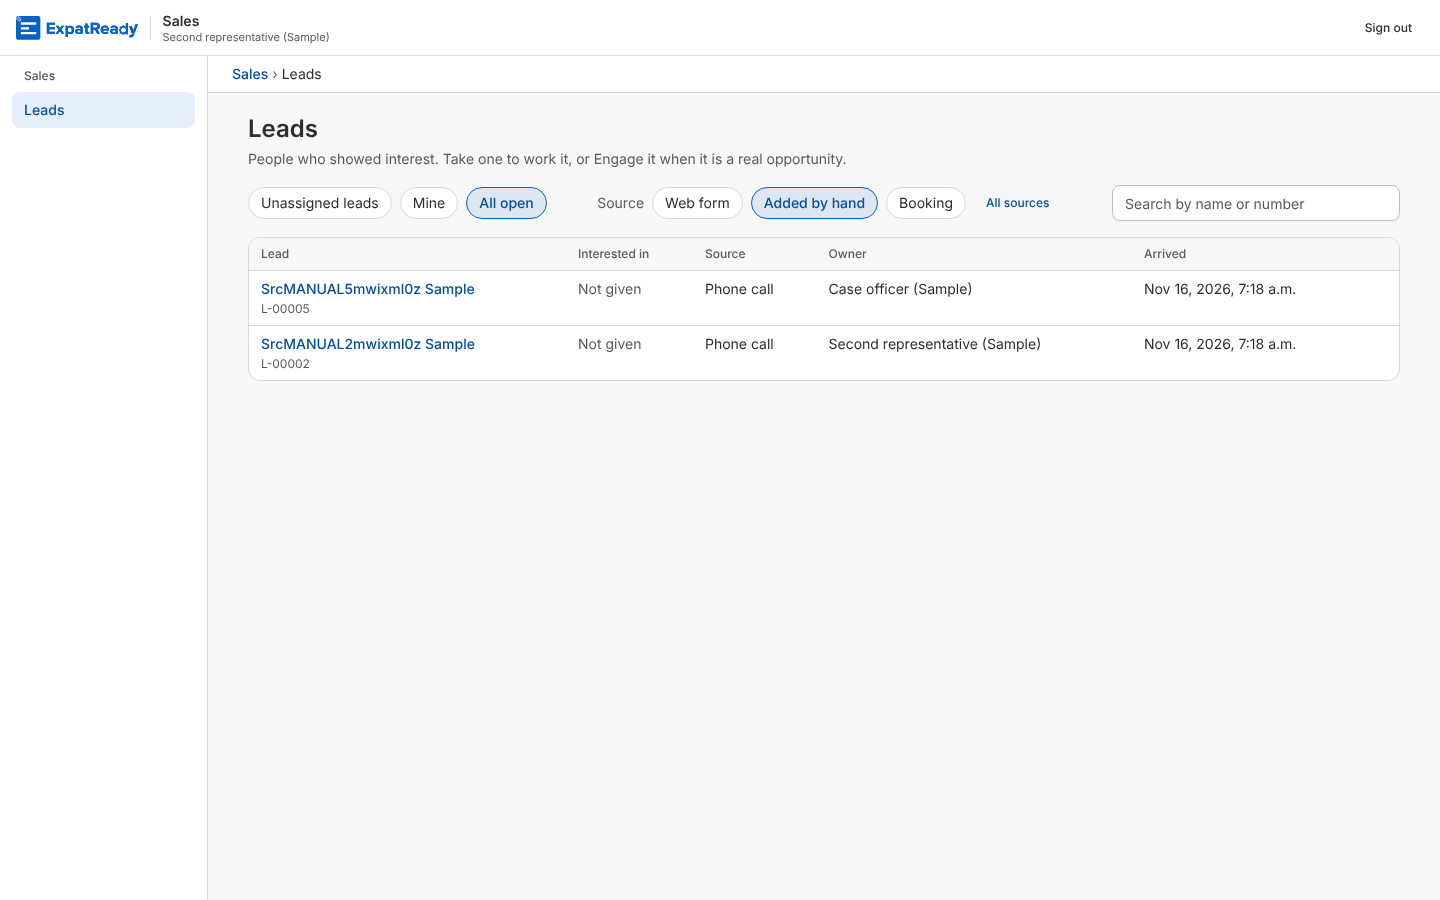 ExpatReady
Sales
Second representative (Sample)
Sign out
Sales
Leads
Sales › Leads
Leads
People who showed interest. Take one to work it, or Engage it when it is a real opportunity.
Unassigned leads Mine All open Source Web form Added by hand Booking All sources Search by name or number
Lead Interested in Source Owner Arrived
SrcMANUAL5mwixml0z Sample Not given Phone call Case officer (Sample) Nov 16, 2026, 7:18 a.m.
L-00005
SrcMANUAL2mwixml0z Sample Not given Phone call Second representative (Sample) Nov 16, 2026, 7:18 a.m.
L-00002